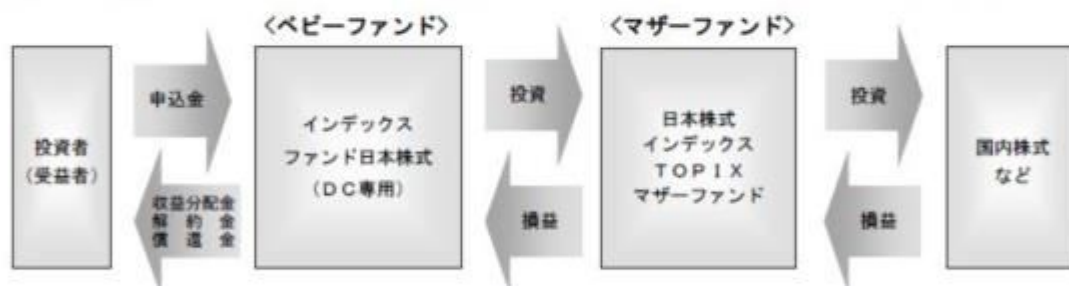 〈ベビーファンド〉
〈マザーファンド〉
投資者
（受益者）
申込金
収益分配金
解約金
償還金
インデックス
ファンド日本株式
（ＤＣ専用）
投資
損益
日本株式
インデックス
ＴＯＰＩＸ
マザーファンド
投資
損益
国内株式
など